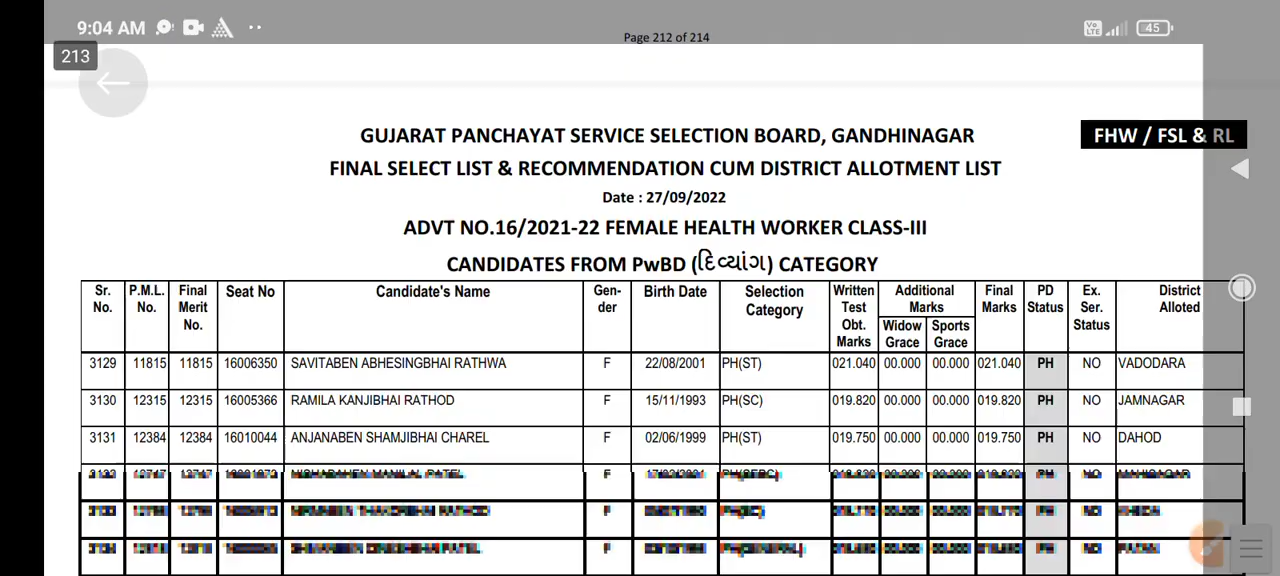 9:04 AM
45
Page 212 of 214
213
GUJARAT PANCHAYAT SERVICE SELECTION BOARD, GANDHINAGAR
FHW / FSL & RL
FINAL SELECT LIST & RECOMMENDATION CUM DISTRICT ALLOTMENT LIST
Date : 27/09/2022
ADVT NO.16/2021-22 FEMALE HEALTH WORKER CLASS-III
CANDIDATES FROM PwBD (દિવ્યાંગ) CATEGORY
Sr. No. P.M.L. No. Final Merit No. Seat No Candidate's Name Gen-der Birth Date Selection Category Written Test Obt. Marks Additional Marks Widow Grace Sports Grace Final Marks PD Status Ex. Ser. Status District Alloted
3129 11815 11815 16006350 SAVITABEN ABHESINGBHAI RATHWA F 22/08/2001 PH(ST) 021.040 00.000 00.000 021.040 PH NO VADODARA
3130 12315 12315 16005366 RAMILA KANJIBHAI RATHOD F 15/11/1993 PH(SC) 019.820 00.000 00.000 019.820 PH NO JAMNAGAR
3131 12384 12384 16010044 ANJANABEN SHAMJIBHAI CHAREL F 02/06/1999 PH(ST) 019.750 00.000 00.000 019.750 PH NO DAHOD